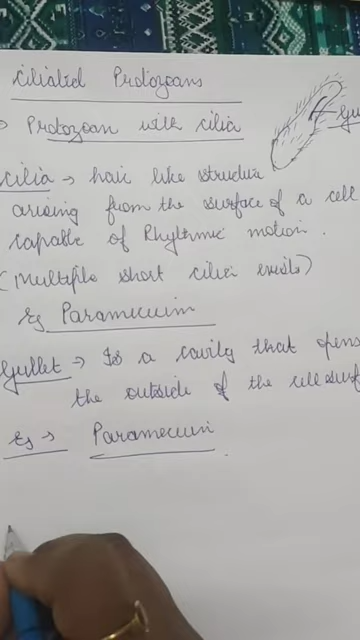 Ciliated Protozoans
Protozoan with cilia
Gull
cilia → hair like structure
arising from the surface of a cell
capable of Rhythmic motion.
(Multiple short cilia exists)
Eg Paramecium
Gullet → Is a cavity that opens
the outside of the cell surf
Eg → Paramecium.